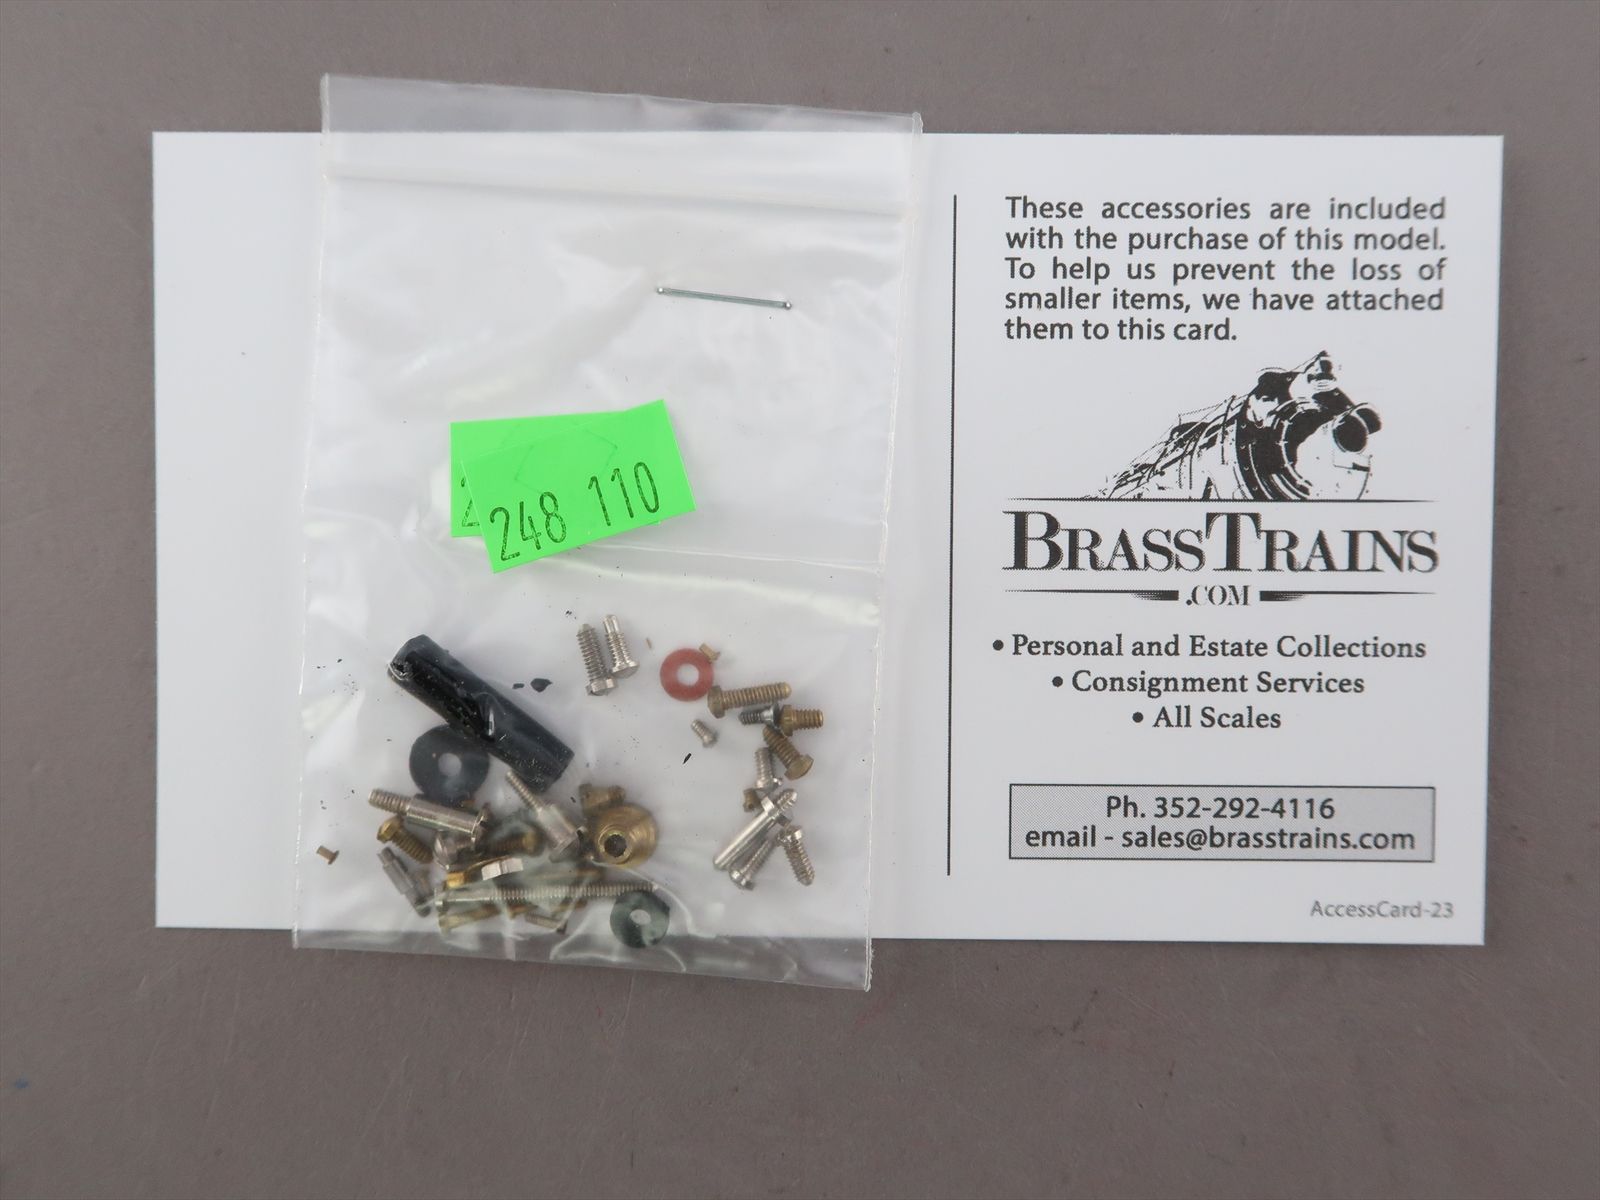 These accessories are included
with the purchase of this model.
To help us prevent the loss of
smaller items, we have attached
them to this card.
248 110
BRASSTRAINS
.COM
• Personal and Estate Collections
• Consignment Services
• All Scales
Ph. 352-292-4116
email - sales@brasstrains.com
AccessCard-23